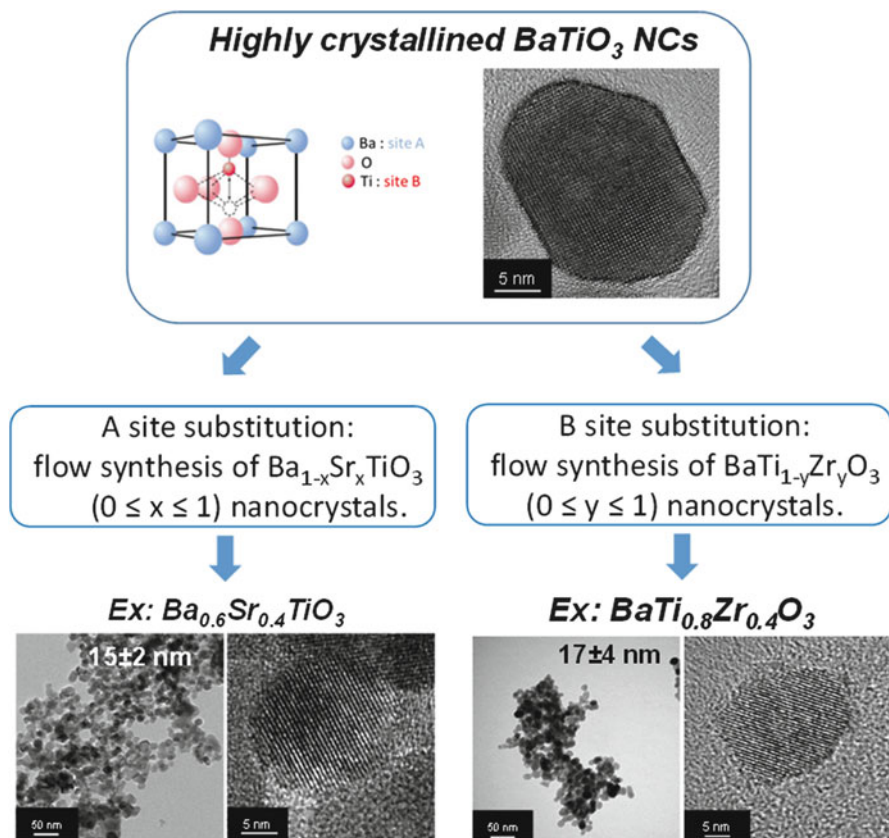 Highly crystallined BaTiO₃ NCs
Ba : site A
O
Ti : site B
5 nm
A site substitution:
flow synthesis of Ba₁₋ₓSrₓTiO₃
(0 ≤ x ≤ 1) nanocrystals.
B site substitution:
flow synthesis of BaTi₁₋yZryO₃
(0 ≤ y ≤ 1) nanocrystals.
Ex: Ba₀.₆Sr₀.₄TiO₃
15±2 nm
50 nm
5 nm
Ex: BaTi₀.₈Zr₀.₄O₃
17±4 nm
50 nm
5 nm